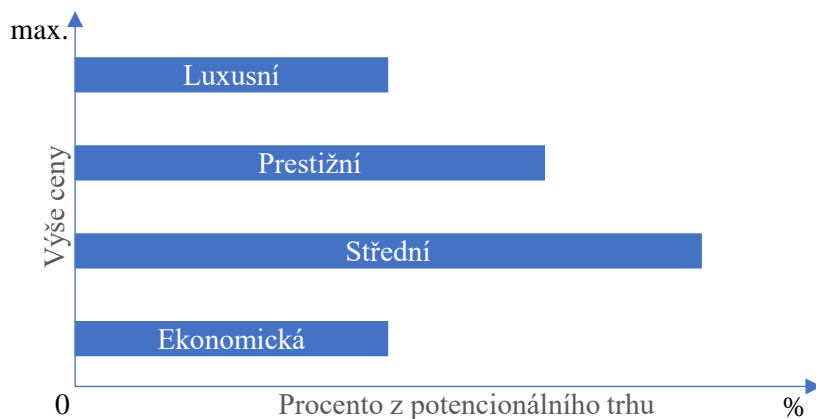 max.
Luxusní
Prestižní
Výše ceny
Střední
Ekonomická
0
Procento z potencionálního trhu
%